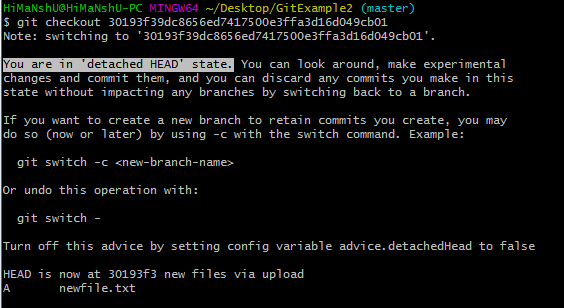 HiMaNshU@HiMaNshU-PC MINGW64 ~/Desktop/GitExample2 (master)
$ git checkout 30193f39dc8656ed7417500e3ffa3d16d049cb01
Note: switching to '30193f39dc8656ed7417500e3ffa3d16d049cb01'.
You are in 'detached HEAD' state. You can look around, make experimental
changes and commit them, and you can discard any commits you make in this
state without impacting any branches by switching back to a branch.
If you want to create a new branch to retain commits you create, you may
do so (now or later) by using -c with the switch command. Example:
git switch -c <new-branch-name>
Or undo this operation with:
git switch -
Turn off this advice by setting config variable advice.detachedHead to false
HEAD is now at 30193f3 new files via upload
A newfile.txt